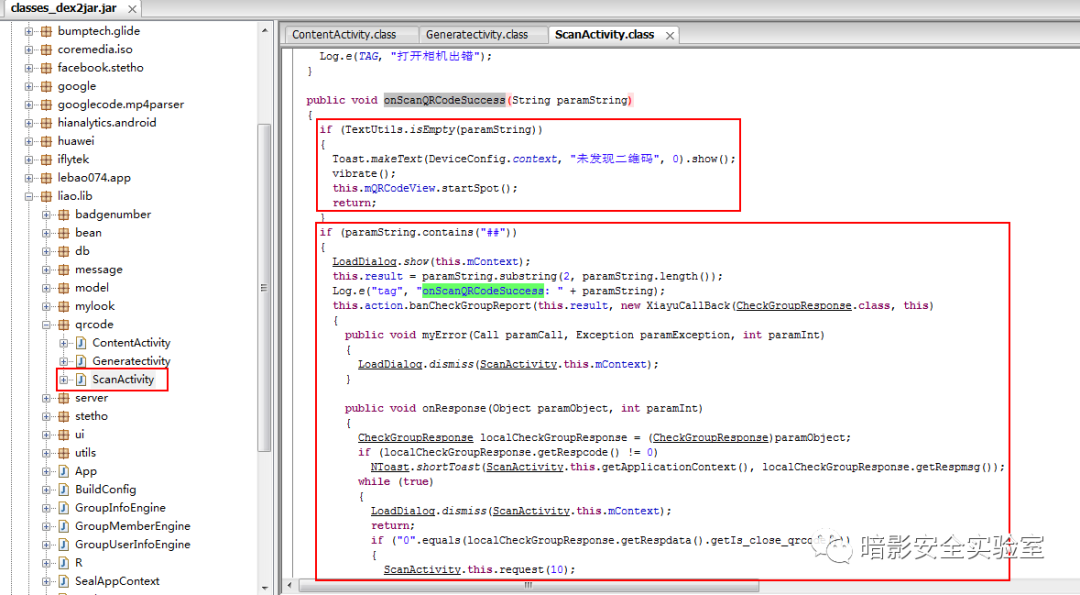 classes_dex2jar.jar
bumptech.glide
coremedia.iso
facebook.stetho
google
googlecode.mp4parser
hianalytics.android
huawei
iflytek
lebao074.app
liao.lib
badgenumber
bean
db
message
model
mylook
qrcode
ContentActivity
Generatectivity
ScanActivity
server
stetho
ui
utils
App
BuildConfig
GroupInfoEngine
GroupMemberEngine
GroupUserInfoEngine
R
SealAppContext
ContentActivity.class
Generatectivity.class
ScanActivity.class
Log.e(TAG, "打开相机出错");
}
public void onScanQRCodeSuccess(String paramString)
{
if (TextUtils.isEmpty(paramString))
{
Toast.makeText(DeviceConfig.context, "未发现二维码", 0).show();
vibrate();
this.mQRCodeView.startSpot();
return;
}
if (paramString.contains("##"))
{
LoadDialog.show(this.mContext);
this.result = paramString.substring(2, paramString.length());
Log.e("tag", "onScanQRCodeSuccess: " + paramString);
this.action.banCheckGroupReport(this.result, new XiayuCallBack(CheckGroupResponse.class, this)
{
public void myError(Call paramCall, Exception paramException, int paramInt)
{
LoadDialog.dismiss(ScanActivity.this.mContext);
}
public void onResponse(Object paramObject, int paramInt)
{
CheckGroupResponse localCheckGroupResponse = (CheckGroupResponse)paramObject;
if (localCheckGroupResponse.getRespcode() != 0)
NToast.shortToast(ScanActivity.this.getApplicationContext(), localCheckGroupResponse.getRespmsg());
while (true)
{
LoadDialog.dismiss(ScanActivity.this.mContext);
return;
if ("0".equals(localCheckGroupResponse.getRespdata().getIs_close_qrco
{
ScanActivity.this.request(10);
暗影安全实验室